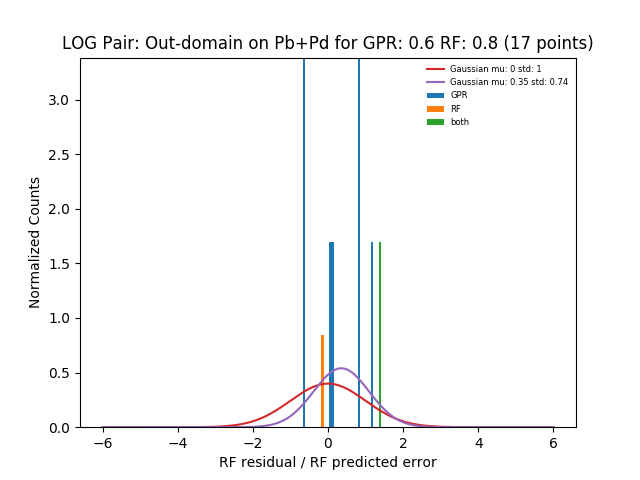 LOG Pair: Out-domain on Pb+Pd for GPR: 0.6 RF: 0.8 (17 points)
Gaussian mu: 0 std: 1
Gaussian mu: 0.35 std: 0.74
GPR
RF
both
Normalized Counts
3.0
2.5
2.0
1.5
1.0
0.5
0.0
−6 −4 −2 0 2 4 6
RF residual / RF predicted error